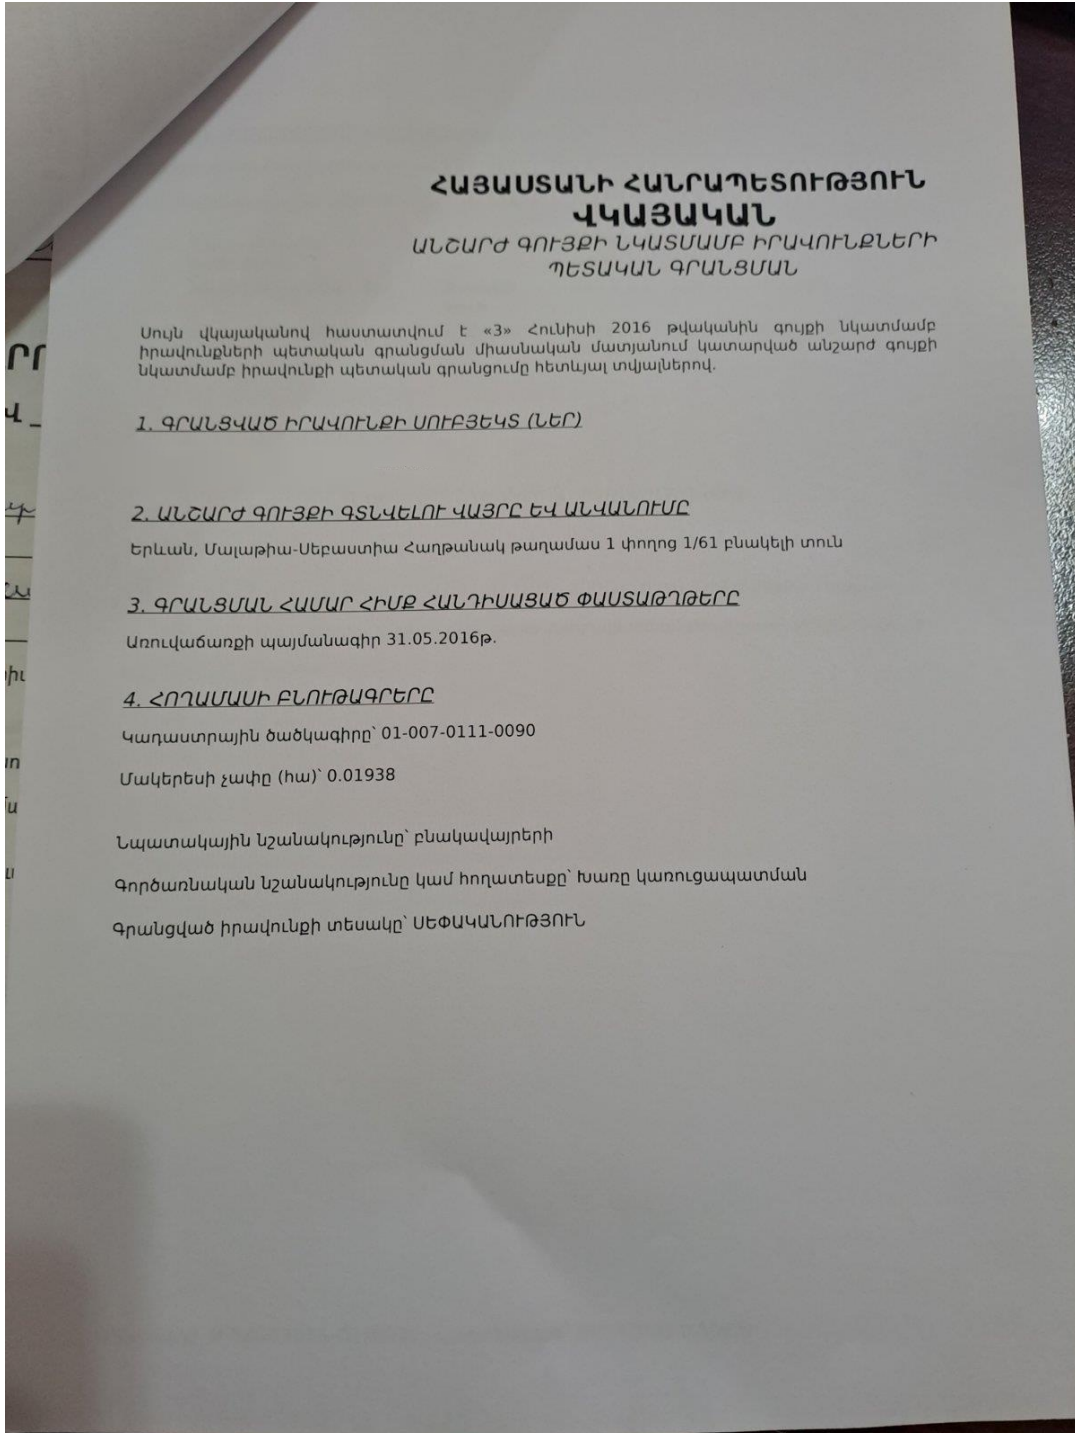 ՀԱՅԱՍՏԱՆԻ ՀԱՆՐԱՊԵՏՈՒԹՅՈՒՆ
ՎԿԱՅԱԿԱՆ
ԱՆՇԱՐԺ ԳՈՒՅՔԻ ՆԿԱՏՄԱՄԲ ԻՐԱՎՈՒՆՔՆԵՐԻ
ՊԵՏԱԿԱՆ ԳՐԱՆՑՄԱՆ
Սույն վկայականով հաստատվում է «3» Հունիսի 2016 թվականին գույքի նկատմամբ
իրավունքների պետական գրանցման միասնական մատյանում կատարված անշարժ գույքի
նկատմամբ իրավունքի պետական գրանցումը հետևյալ տվյալներով.
1. ԳՐԱՆՑՎԱԾ ԻՐԱՎՈՒՆՔԻ ՍՈՒԲՅԵԿՏ (ՆԵՐ)
2. ԱՆՇԱՐԺ ԳՈՒՅՔԻ ԳՏՆՎԵԼՈՒ ՎԱՅՐԸ ԵՎ ԱՆՎԱՆՈՒՄԸ
Երևան, Մալաթիա-Սեբաստիա Հաղթանակ թաղամաս 1 փողոց 1/61 բնակելի տուն
3. ԳՐԱՆՑՄԱՆ ՀԱՄԱՐ ՀԻՄՔ ՀԱՆԴԻՍԱՑԱԾ ՓԱՍՏԱԹՂԹԵՐԸ
Առուվաճառքի պայմանագիր 31.05.2016թ.
4. ՀՈՂԱՄԱՍԻ ԲՆՈՒԹԱԳՐԵՐԸ
Կադաստրային ծածկագիրը՝ 01-007-0111-0090
Մակերեսի չափը (հա)՝ 0.01938
Նպատակային նշանակությունը՝ բնակավայրերի
Գործառնական նշանակությունը կամ հողատեսքը՝ Խառը կառուցապատման
Գրանցված իրավունքի տեսակը՝ ՍԵՓԱԿԱՆՈՒԹՅՈՒՆ